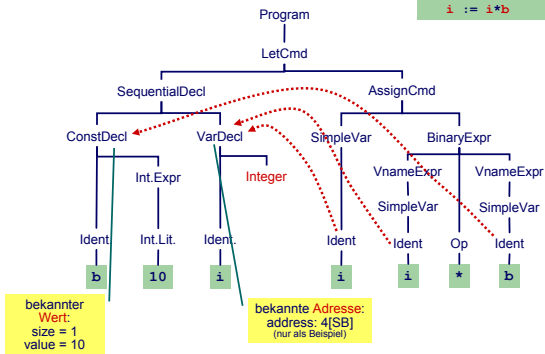 Program
i := i*b
LetCmd
SequentialDecl AssignCmd
ConstDecl VarDecl SimpleVar BinaryExpr
Int.Expr Integer VnameExpr VnameExpr
SimpleVar SimpleVar
Ident Int.Lit. Ident. Ident Ident Op Ident
b 10 i i i * b
bekannter
Wert:
size = 1
value = 10
bekannte Adresse:
address: 4[SB]
(nur als Beispiel)